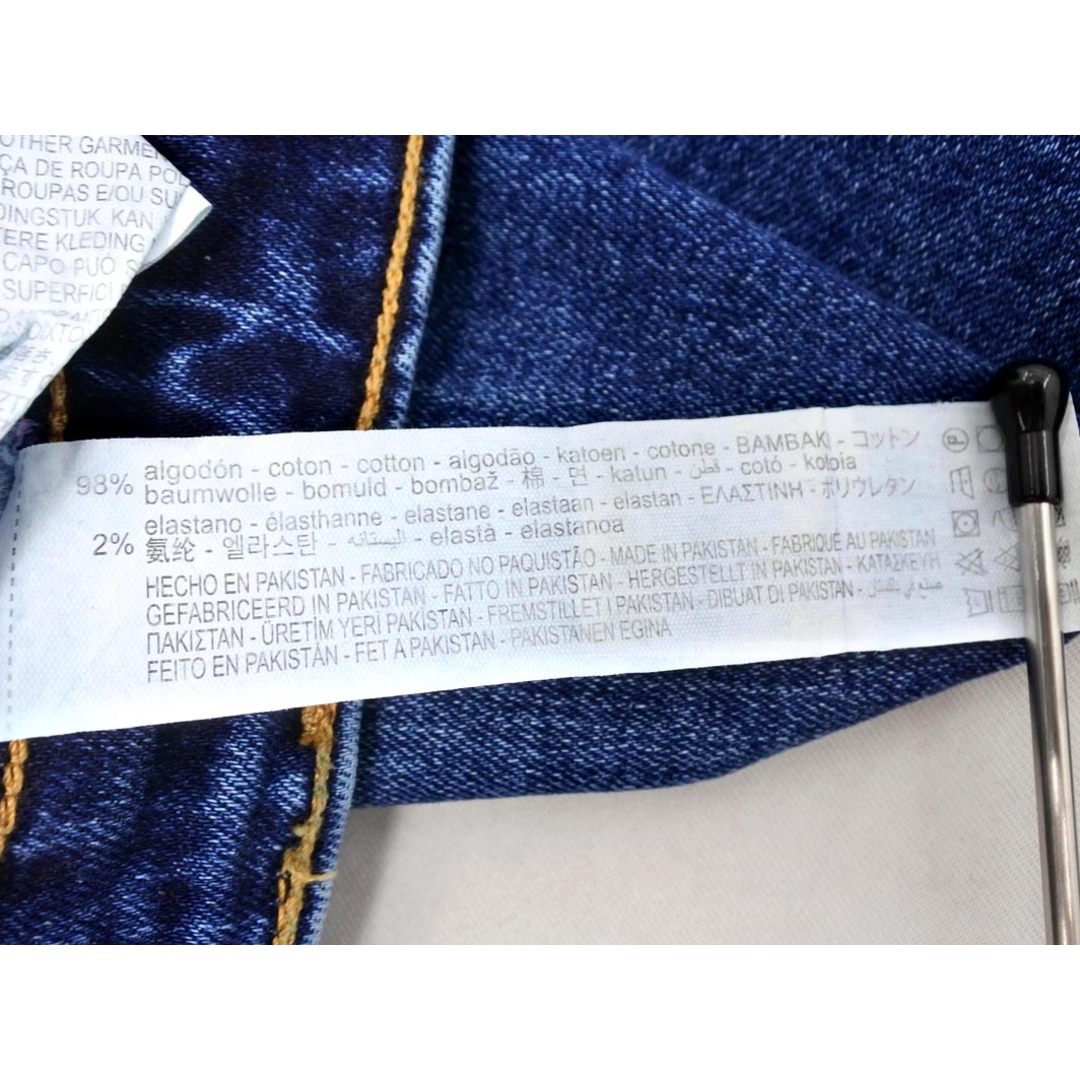 OTHER GARMEN
ÇA DE ROUPA POD
ROUPAS E/OU SU
DINGSTUK KAN
ERE KLEDING
CAPO PUÒ S
SUPERFICI
98% algodón - coton - cotton - algodão - katoen - cotone - ΒΑΜΒΑΚΙ - コットン
baumwolle - bomuld - bombaž - 棉 - 면 - katun - قطن - cotó - kotoia
2% elastano - élasthanne - elastane - elastaan - elastan - ΕΛΑΣΤΙΝΗ - ポリウレタン
氨纶 - 엘라스탄 - اليستانه - elastà - elastanoa
HECHO EN PAKISTAN - FABRICADO NO PAQUISTÃO - MADE IN PAKISTAN - FABRIQUÉ AU PAKISTAN
GEFABRICEERD IN PAKISTAN - FATTO IN PAKISTAN - HERGESTELLT IN PAKISTAN - ΚΑΤΑΣΚΕΥΗ
ΠΑΚΙΣΤΑΝ - ÜRETİM YERİ PAKİSTAN - FREMSTILLET I PAKISTAN - DIBUAT DI PAKISTAN - صنع في باكستان
FEITO EN PAKISTÁN - FET A PAKISTAN - PAKISTANEN EGINA